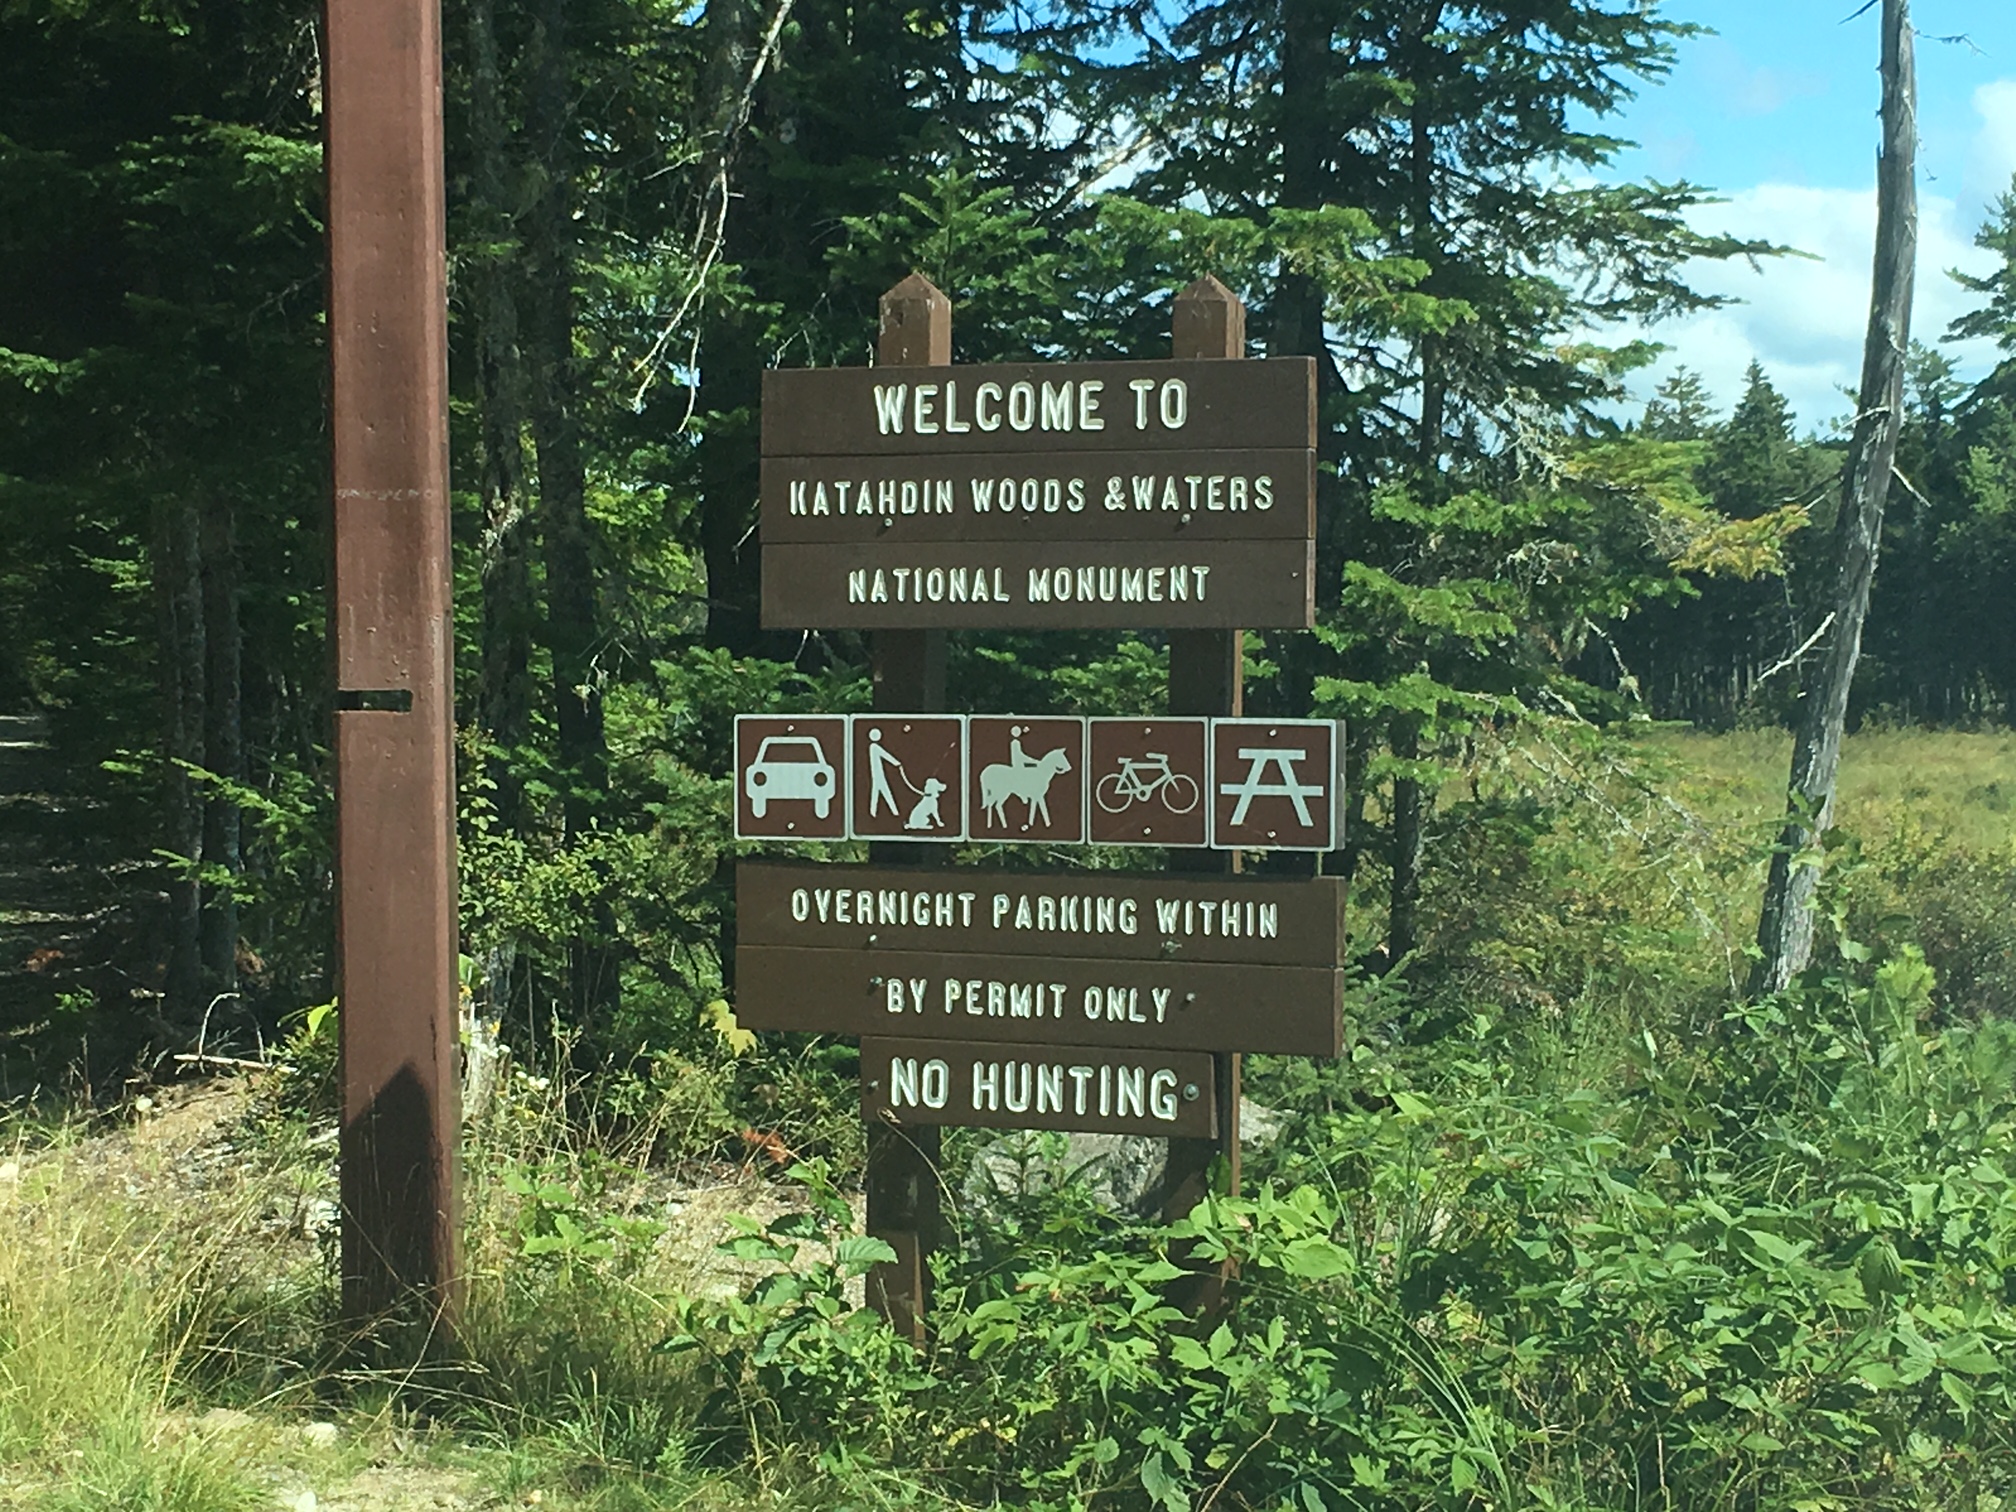 WELCOME TO
KATAHDIN WOODS &WATERS
NATIONAL MONUMENT
OVERNIGHT PARKING WITHIN
BY PERMIT ONLY
NO HUNTING